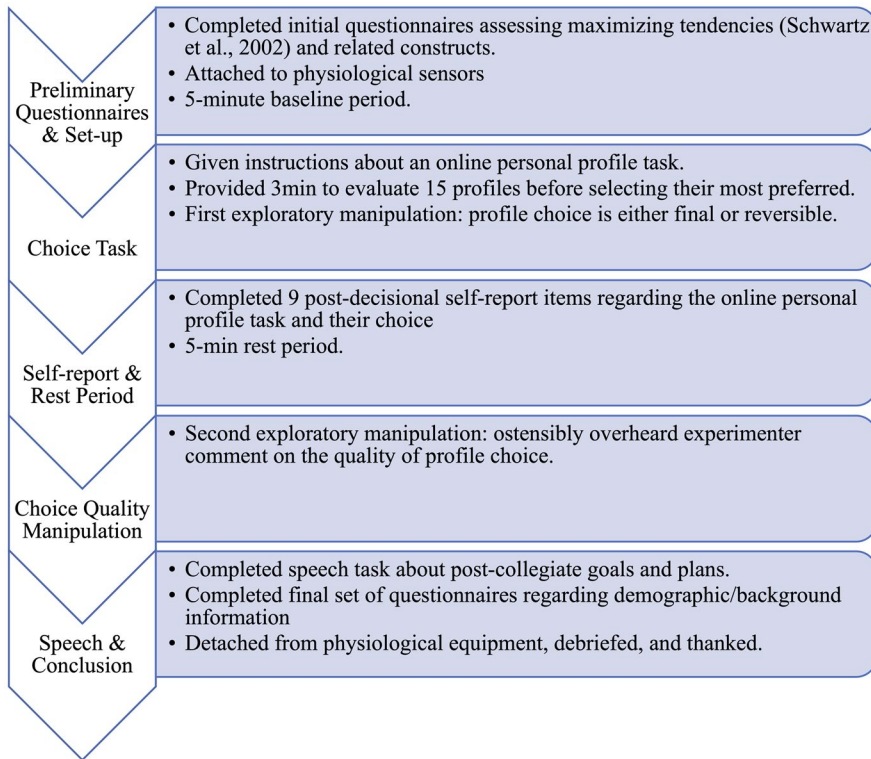 • Completed initial questionnaires assessing maximizing tendencies (Schwartz
et al., 2002) and related constructs.
• Attached to physiological sensors
• 5-minute baseline period.
Preliminary
Questionnaires
& Set-up
• Given instructions about an online personal profile task.
• Provided 3min to evaluate 15 profiles before selecting their most preferred.
• First exploratory manipulation: profile choice is either final or reversible.
Choice Task
• Completed 9 post-decisional self-report items regarding the online personal
profile task and their choice
• 5-min rest period.
Self-report &
Rest Period
• Second exploratory manipulation: ostensibly overheard experimenter
comment on the quality of profile choice.
Choice Quality
Manipulation
• Completed speech task about post-collegiate goals and plans.
• Completed final set of questionnaires regarding demographic/background
information
• Detached from physiological equipment, debriefed, and thanked.
Speech &
Conclusion